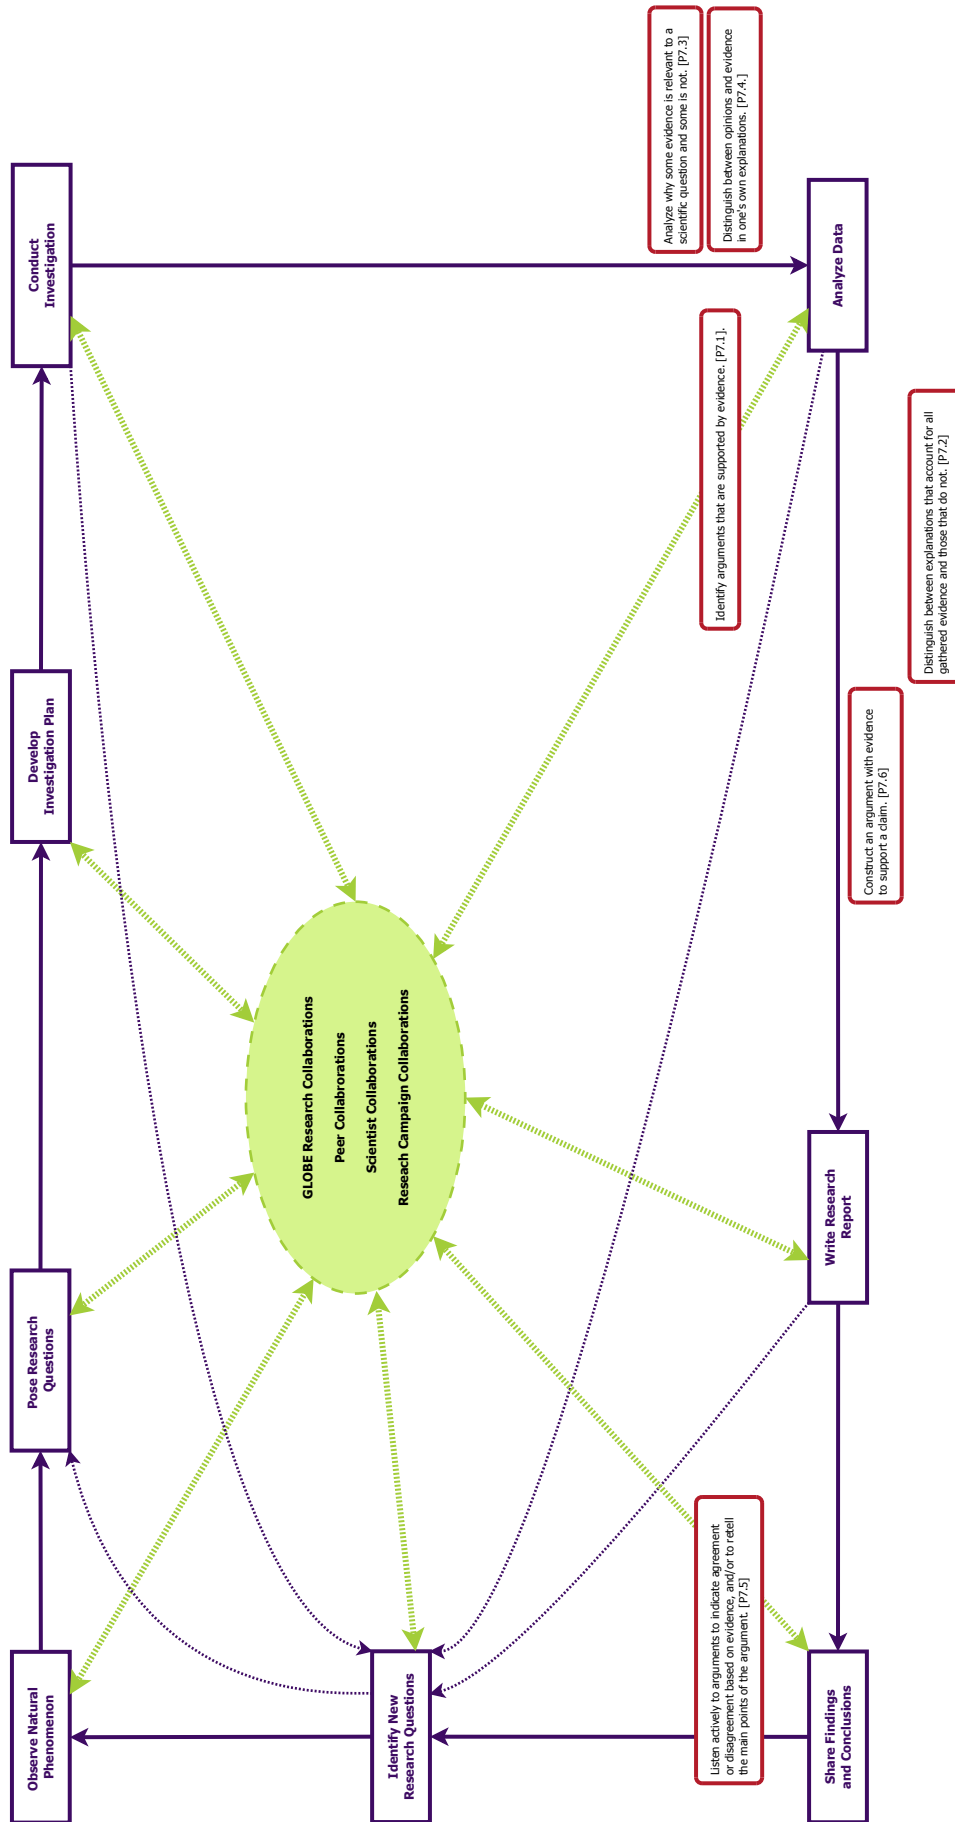 Observe Natural
Phenomenon
Pose Research
Questions
Develop
Investigation Plan
Conduct
Investigation
GLOBE Research Collaborations
Peer Collabrorations
Scientist Collaborations
Reseach Campaign Collaborations
Identify New
Research Questions
Analyze why some evidence is relevant to a
scientific question and some is not. [P7.3]
Distinguish between opinions and evidence
in one's own explanations. [P7.4.]
Identify arguments that are supported by evidence. [P7.1].
Listen actively to arguments to indicate agreement
or disagreement based on evidence, and/or to retell
the main points of the argument. [P7.5]
Share Findings
and Conclusions
Write Research
Report
Analyze Data
Construct an argument with evidence
to support a claim. [P7.6]
Distinguish between explanations that account for all
gathered evidence and those that do not. [P7.2]